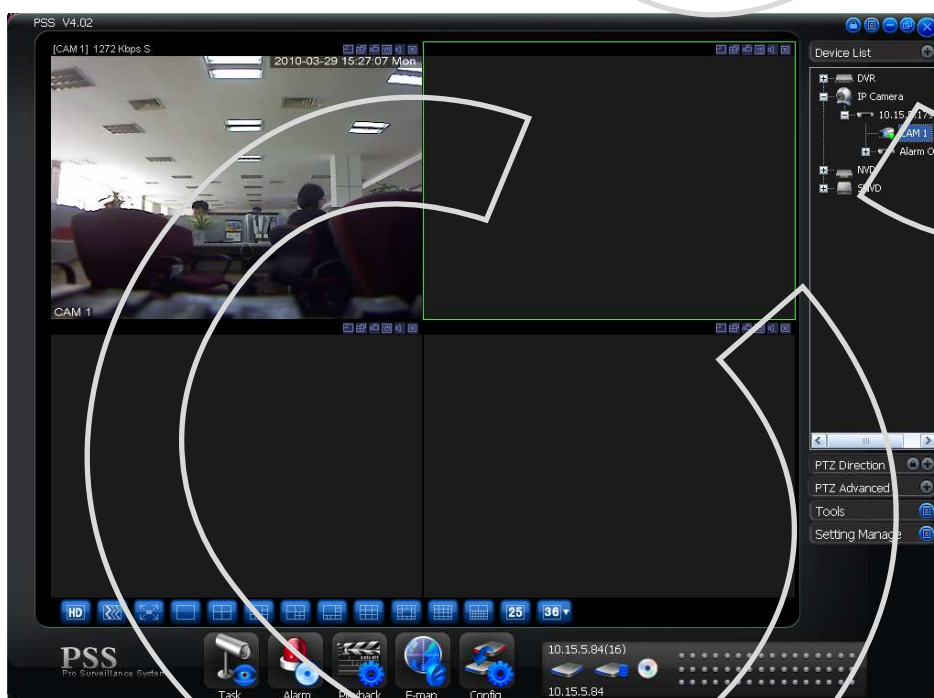 PSS V4.02
[CAM 1] 1272 Kbps S
2010-03-29 15:27:07 Mon
CAM 1
Device List
DVR
IP Camera
CAM 1
Alarm O
NVD
PTZ Direction
PTZ Advanced
Tools
Setting Manage
HD
25
36
PSS
Pro Surveillance System
Task
Alarm
Playback
E-map
Config
10.15.5.84(16)
10.15.5.84